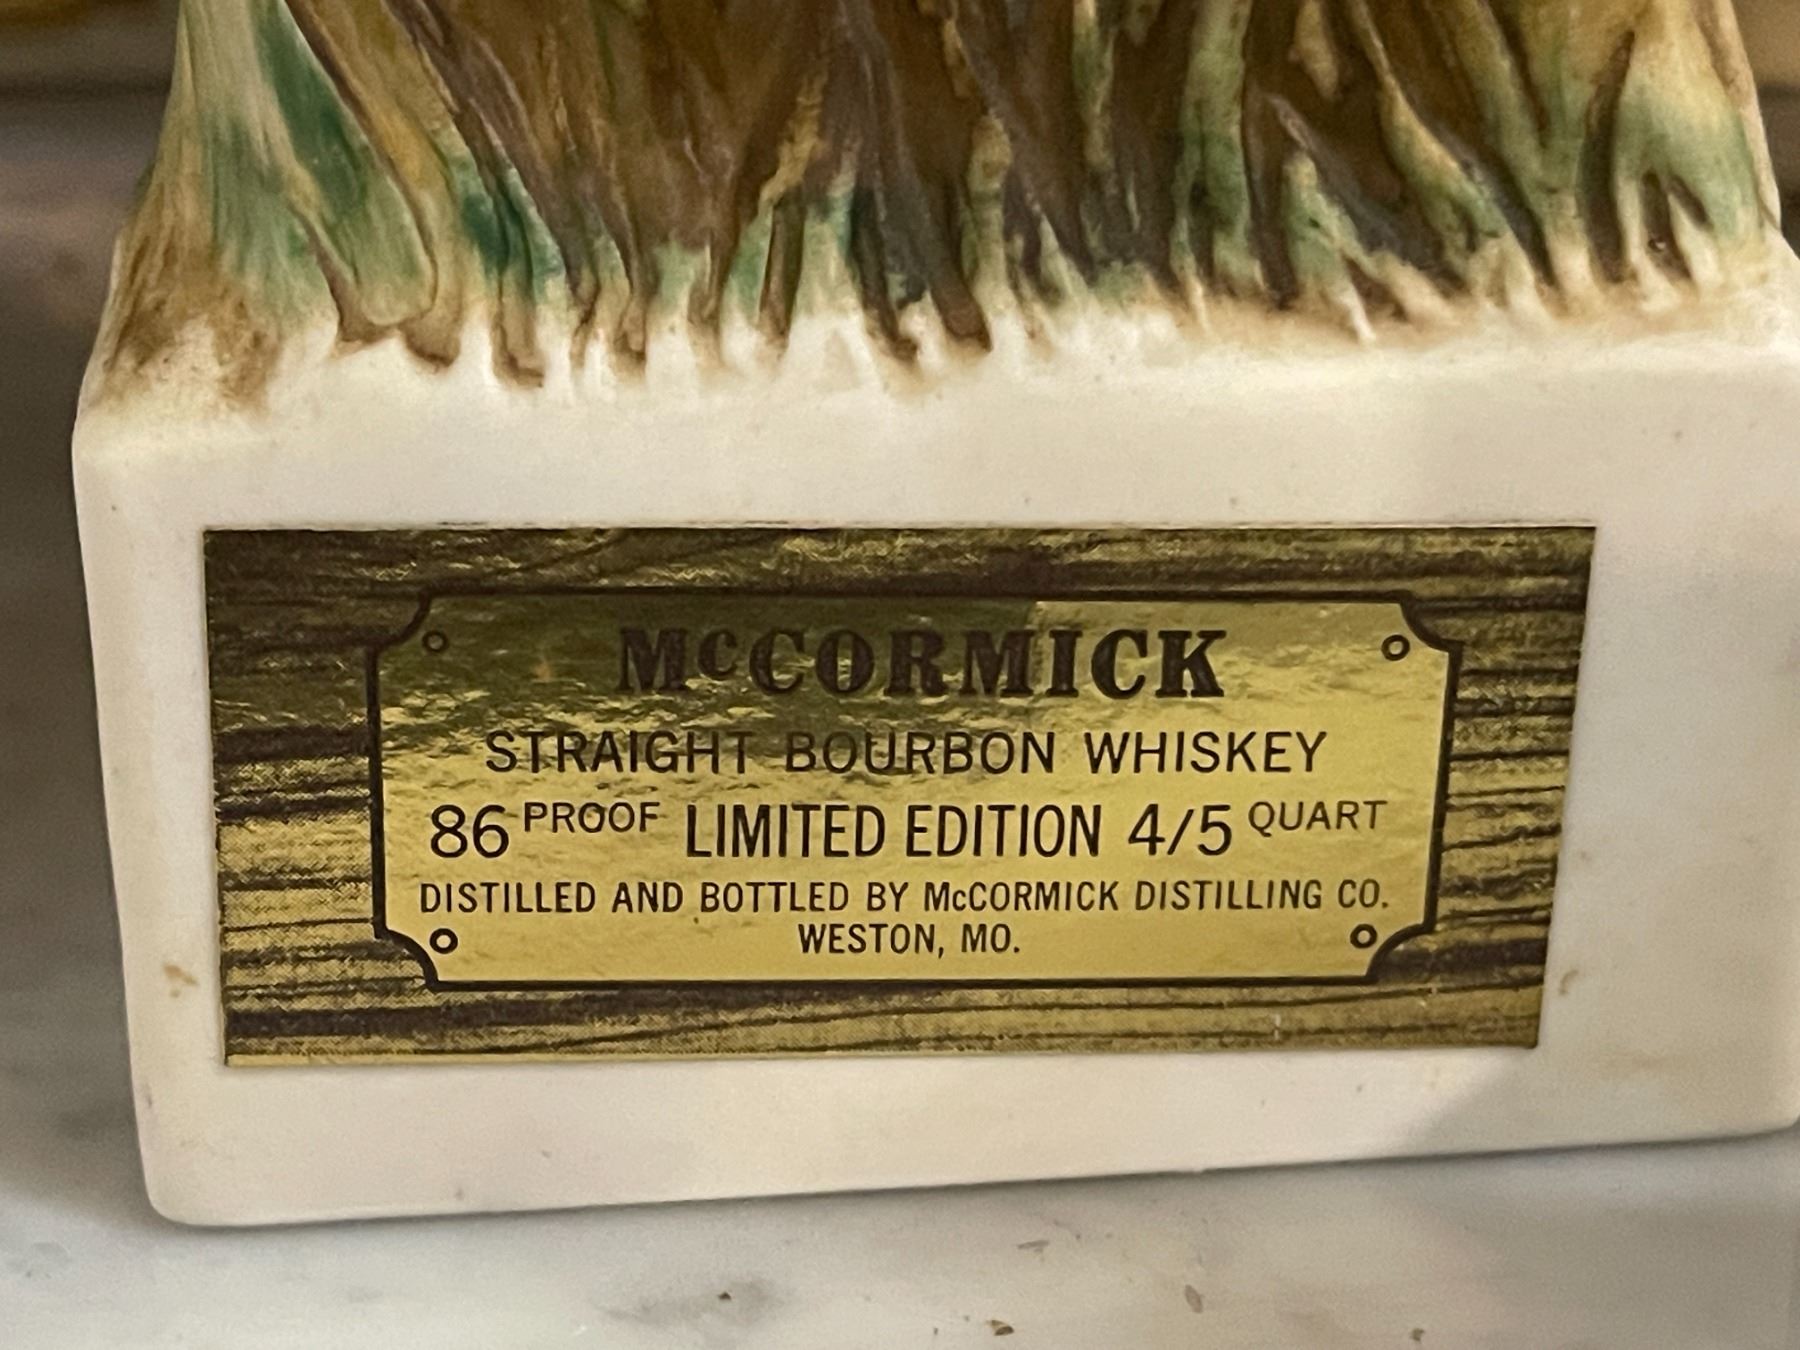 McCORMICK
STRAIGHT BOURBON WHISKEY
86 PROOF LIMITED EDITION 4/5 QUART
DISTILLED AND BOTTLED BY McCORMICK DISTILLING CO.
WESTON, MO.